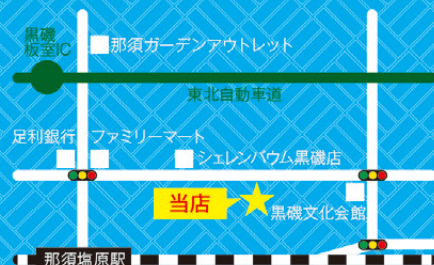 黒磯
板室IC
那須ガーデンアウトレット
東北自動車道
足利銀行
ファミリーマート
シェレンバウム黒磯店
当店
黒磯文化会館
那須塩原駅